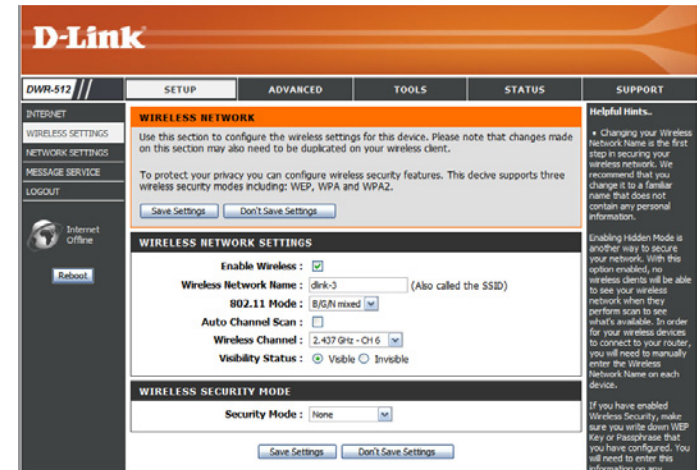 D-Link
DWR-512
SETUP
ADVANCED
TOOLS
STATUS
SUPPORT
INTERNET
WIRELESS SETTINGS
NETWORK SETTINGS
MESSAGE SERVICE
LOGOUT
Internet
Offline
Reboot
WIRELESS NETWORK
Use this section to configure the wireless settings for this device. Please note that changes made
on this section may also need to be duplicated on your wireless client.
To protect your privacy you can configure wireless security features. This decive supports three
wireless security modes including: WEP, WPA and WPA2.
Save Settings Don't Save Settings
WIRELESS NETWORK SETTINGS
Enable Wireless :
Wireless Network Name : dlink-3 (Also called the SSID)
802.11 Mode : B/G/N mixed
Auto Channel Scan :
Wireless Channel : 2.437 GHz - CH 6
Visibility Status : Visible Invisible
WIRELESS SECURITY MODE
Security Mode : None
Save Settings Don't Save Settings
Helpful Hints..
• Changing your Wireless
Network Name is the first
step in securing your
wireless network. We
recommend that you
change it to a familiar
name that does not
contain any personal
information.
Enabling Hidden Mode is
another way to secure
your network. With this
option enabled, no
wireless clients will be able
to see your wireless
network when they
perform scan to see
what's available. In order
for your wireless devices
to connect to your router,
you will need to manually
enter the Wireless
Network Name on each
device.
If you have enabled
Wireless Security, make
sure you write down WEP
Key or Passphrase that
you have configured. You
will need to enter this
information on any